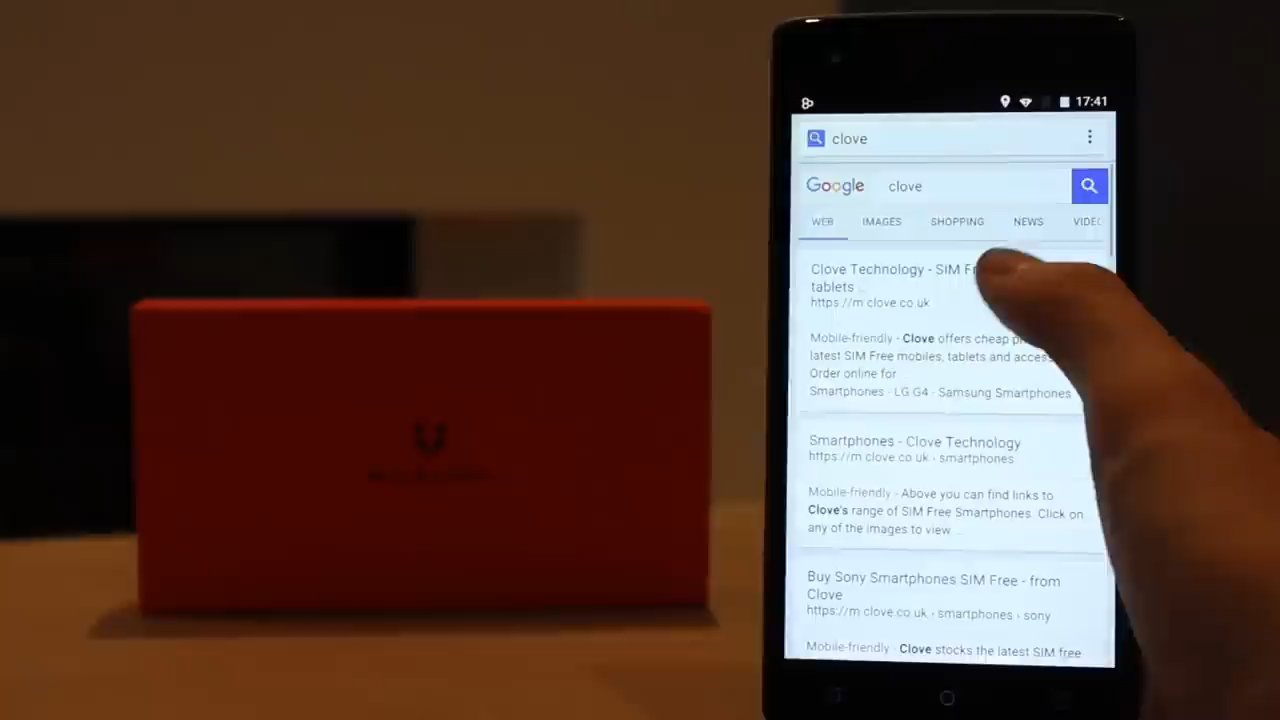 17:41
clove
Google clove
WEB IMAGES SHOPPING NEWS VIDEO
Clove Technology - SIM Fr
tablets ...
https://m.clove.co.uk
Mobile-friendly - Clove offers cheap
latest SIM Free mobiles, tablets and access
Order online for
Smartphones - LG G4 - Samsung Smartphones
Smartphones - Clove Technology
https://m.clove.co.uk › smartphones
Mobile-friendly - Above you can find links to
Clove's range of SIM Free Smartphones. Click on
any of the images to view ...
Buy Sony Smartphones SIM Free - from
Clove
https://m.clove.co.uk › smartphones › sony
Mobile-friendly - Clove stocks the latest SIM free